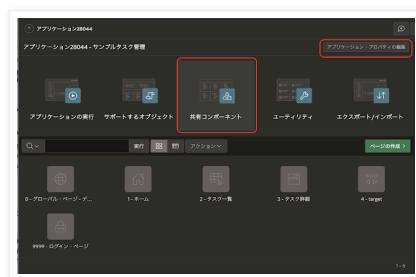 アプリケーション28044
アプリケーション28044 - サンプルタスク管理
アプリケーション・プロパティの編集
アプリケーションの実行
サポートするオブジェクト
共有コンポーネント
ユーティリティ
エクスポート/インポート
実行
アクション
ページの作成 >
0 - グローバル・ページ - デ...
1 - ホーム
2 - タスク一覧
3 - タスク詳細
4 - target
9999 - ログイン・ページ
1 - 6